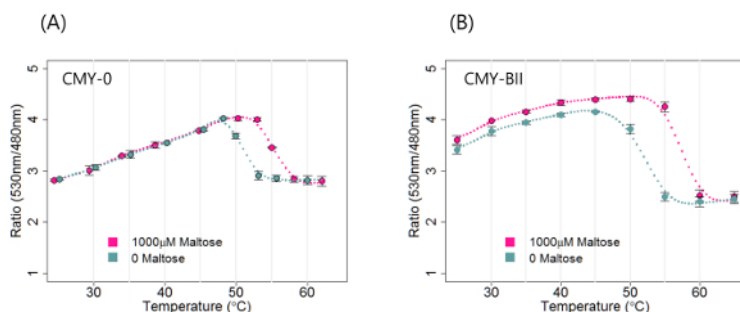 (A)
(B)
CMY-0
CMY-BII
Ratio (530nm/480nm)
5
4
3
2
1
1000μM Maltose
0 Maltose
30
40
50
60
Temperature (°C)
Ratio (530nm/480nm)
5
4
3
2
1
1000μM Maltose
0 Maltose
30
40
50
60
Temperature (°C)